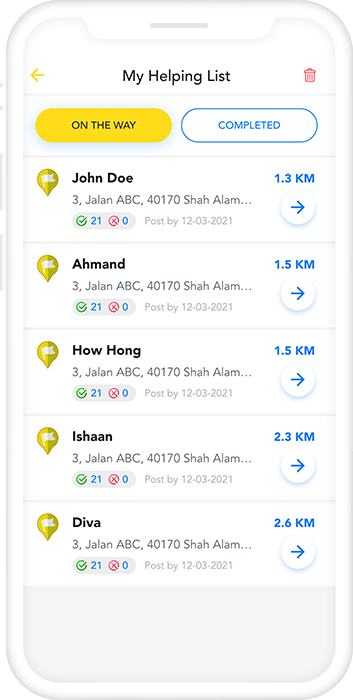 My Helping List
ON THE WAY COMPLETED
John Doe 1.3 KM
3, Jalan ABC, 40170 Shah Alam...
21 0 Post by 12-03-2021
Ahmand 1.5 KM
3, Jalan ABC, 40170 Shah Alam...
21 0 Post by 12-03-2021
How Hong 1.5 KM
3, Jalan ABC, 40170 Shah Alam...
21 0 Post by 12-03-2021
Ishaan 2.3 KM
3, Jalan ABC, 40170 Shah Alam...
21 0 Post by 12-03-2021
Diva 2.6 KM
3, Jalan ABC, 40170 Shah Alam...
21 0 Post by 12-03-2021